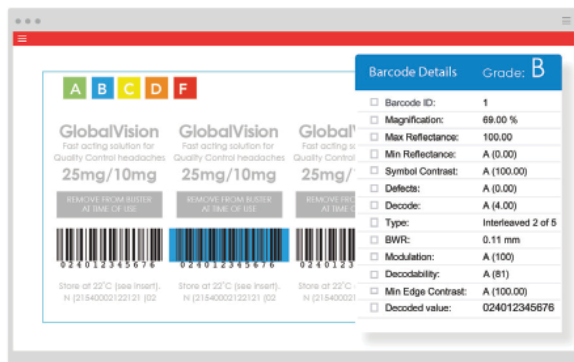 A B C D F
GlobalVision GlobalVision Global
Fast acting solution for Fast acting solution for Fast acting s
Quality Control headaches Quality Control headaches Quality Contro
25mg/10mg 25mg/10mg 25mg/
REMOVE FROM BLISTER REMOVE FROM BLISTER REMOVE FRO
AT TIME OF USE AT TIME OF USE AT TIME
024012345676 024012345676 0240123
Store at 22°C (see insert). Store at 22°C (see insert). Store at 22°C
N (21540002122121 (02 N (21540002122121 (02 N (2154000
Barcode Details Grade: B
Barcode ID: 1
Magnification: 69.00 %
Max Reflectance: 100.00
Min Reflectance: A (0.00)
Symbol Contrast: A (100.00)
Defects: A (0.00)
Decode: A (4.00)
Type: Interleaved 2 of 5
BWR: 0.11 mm
Modulation: A (100)
Decodability: A (81)
Min Edge Contrast: A (100.00)
Decoded value: 024012345676